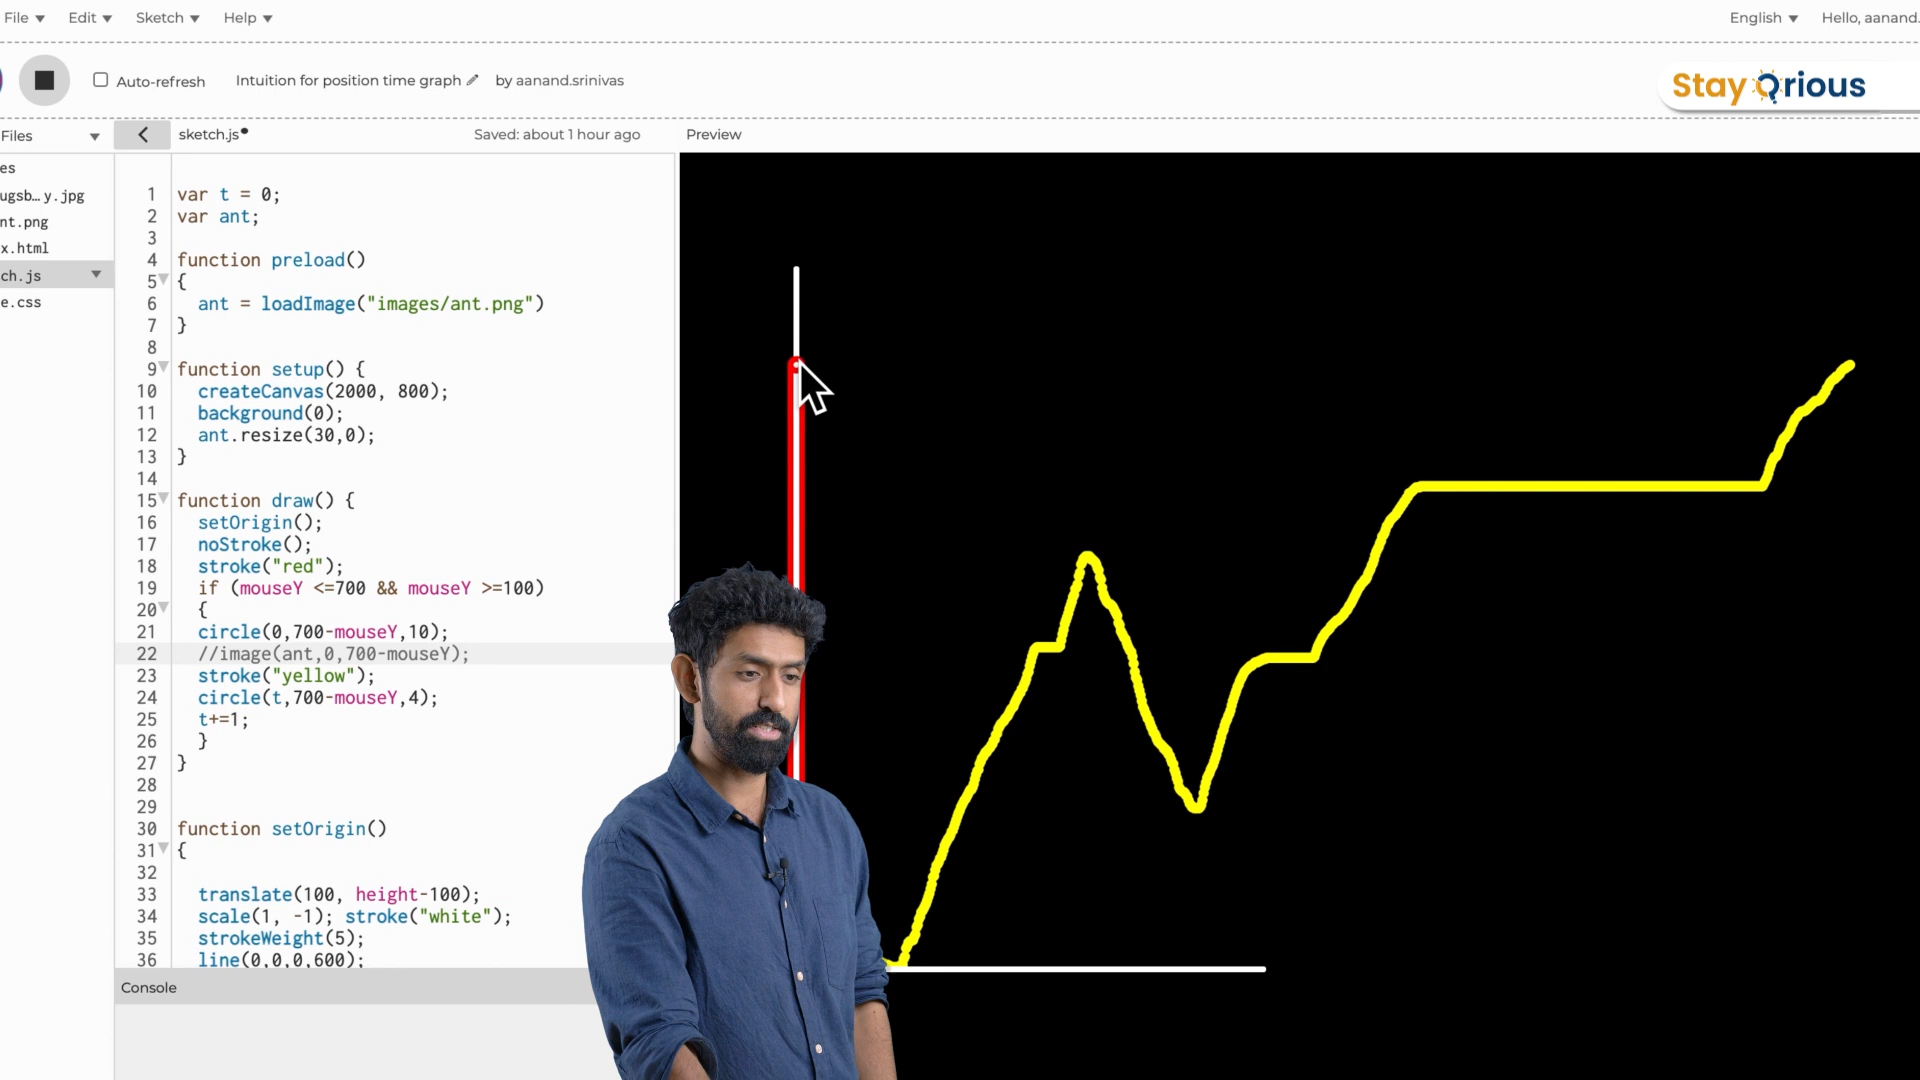 File ▼ Edit ▼ Sketch ▼ Help ▼ English ▼ Hello, aanand.
Auto-refresh Intuition for position time graph by aanand.srinivas
Stay Qrious
Files sketch.js Saved: about 1 hour ago Preview
es
ugsb…y.jpg
nt.png
x.html
ch.js
e.css
1 var t = 0;
2 var ant;
3
4 function preload()
5 {
6 ant = loadImage("images/ant.png")
7 }
8
9 function setup() {
10 createCanvas(2000, 800);
11 background(0);
12 ant.resize(30,0);
13 }
14
15 function draw() {
16 setOrigin();
17 noStroke();
18 stroke("red");
19 if (mouseY <=700 && mouseY >=100)
20 {
21 circle(0,700-mouseY,10);
22 //image(ant,0,700-mouseY);
23 stroke("yellow");
24 circle(t,700-mouseY,4);
25 t+=1;
26 }
27 }
28
29
30 function setOrigin()
31 {
32
33 translate(100, height-100);
34 scale(1, -1); stroke("white");
35 strokeWeight(5);
36 line(0,0,0,600);
Console